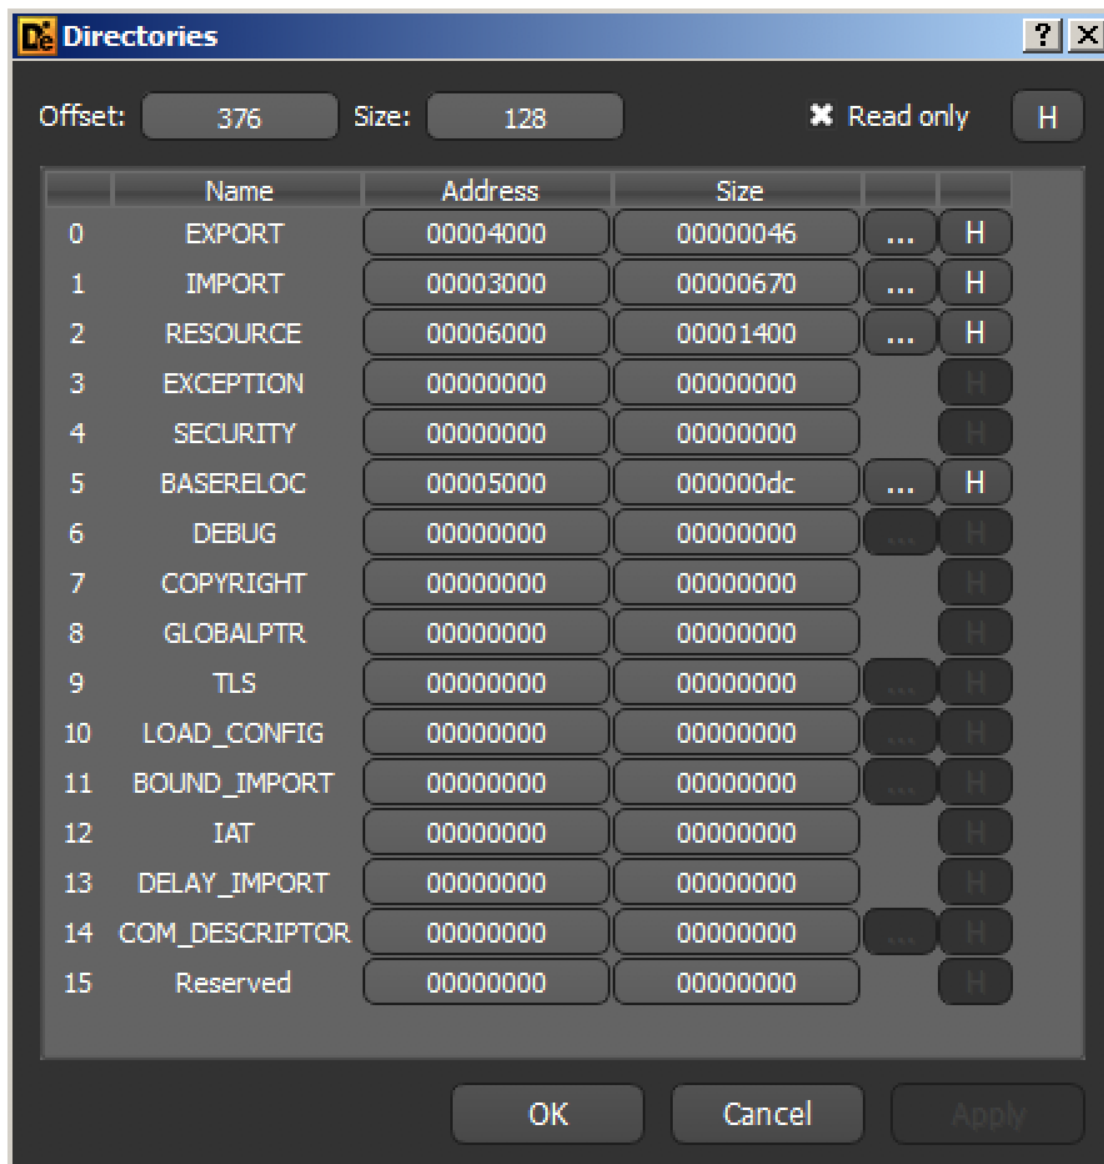 De Directories ? X
Offset: 376 Size: 128 Read only H
Name Address Size
0 EXPORT 00004000 00000046 ... H
1 IMPORT 00003000 00000670 ... H
2 RESOURCE 00006000 00001400 ... H
3 EXCEPTION 00000000 00000000 H
4 SECURITY 00000000 00000000 H
5 BASERELOC 00005000 000000dc ... H
6 DEBUG 00000000 00000000 ... H
7 COPYRIGHT 00000000 00000000 H
8 GLOBALPTR 00000000 00000000 H
9 TLS 00000000 00000000 ... H
10 LOAD_CONFIG 00000000 00000000 ... H
11 BOUND_IMPORT 00000000 00000000 ... H
12 IAT 00000000 00000000 H
13 DELAY_IMPORT 00000000 00000000 H
14 COM_DESCRIPTOR 00000000 00000000 ... H
15 Reserved 00000000 00000000 H
OK Cancel Apply